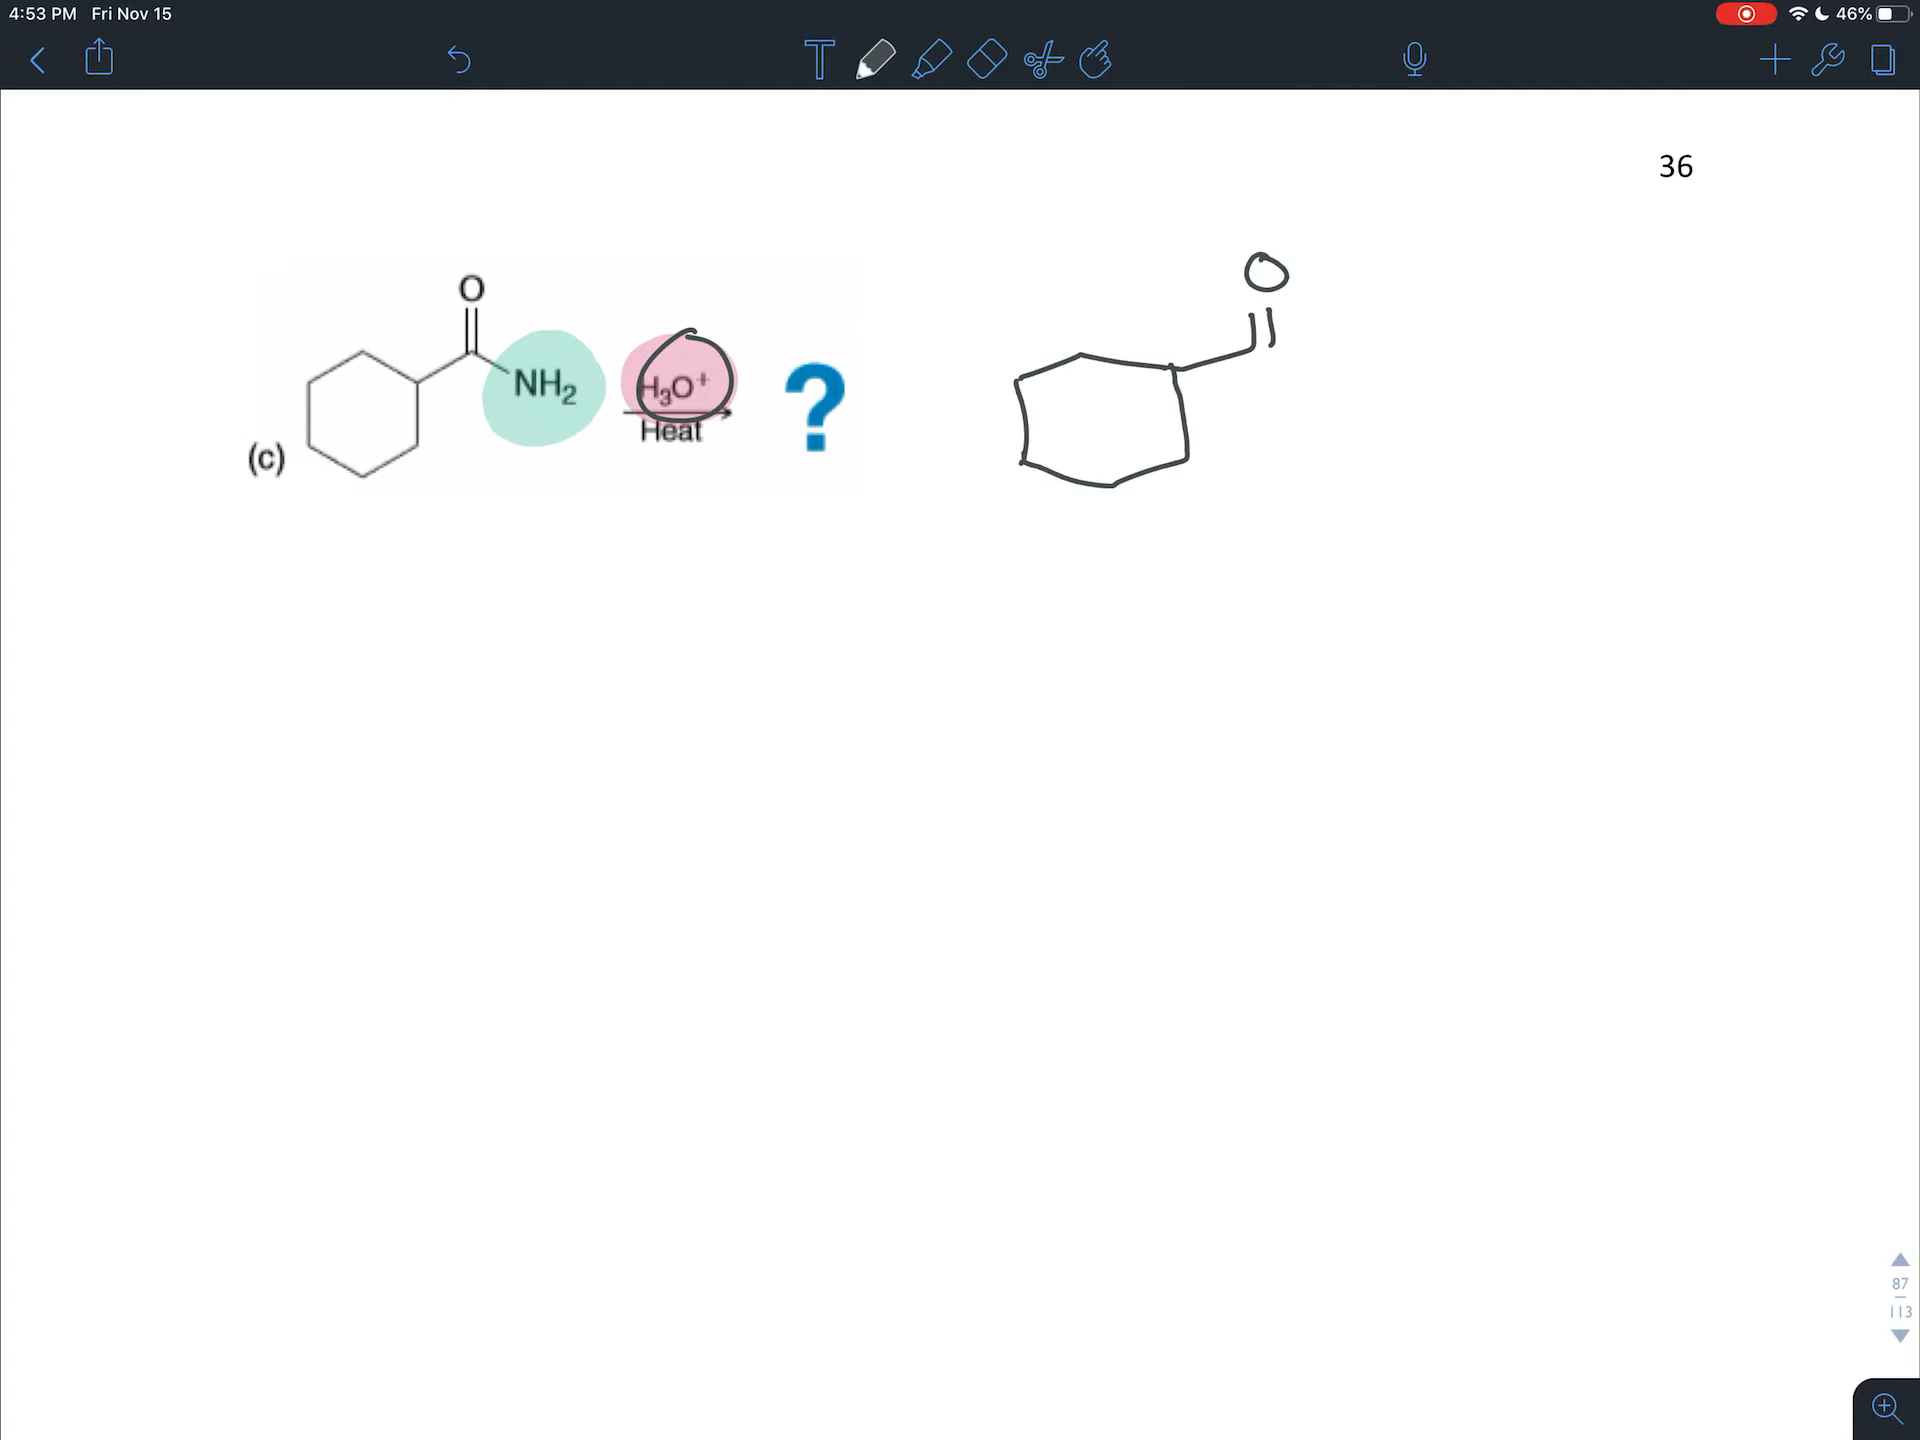 4:53 PM Fri Nov 15
46%
36
O
O
NH₂
H₃O⁺
Heat
?
(c)
87
113